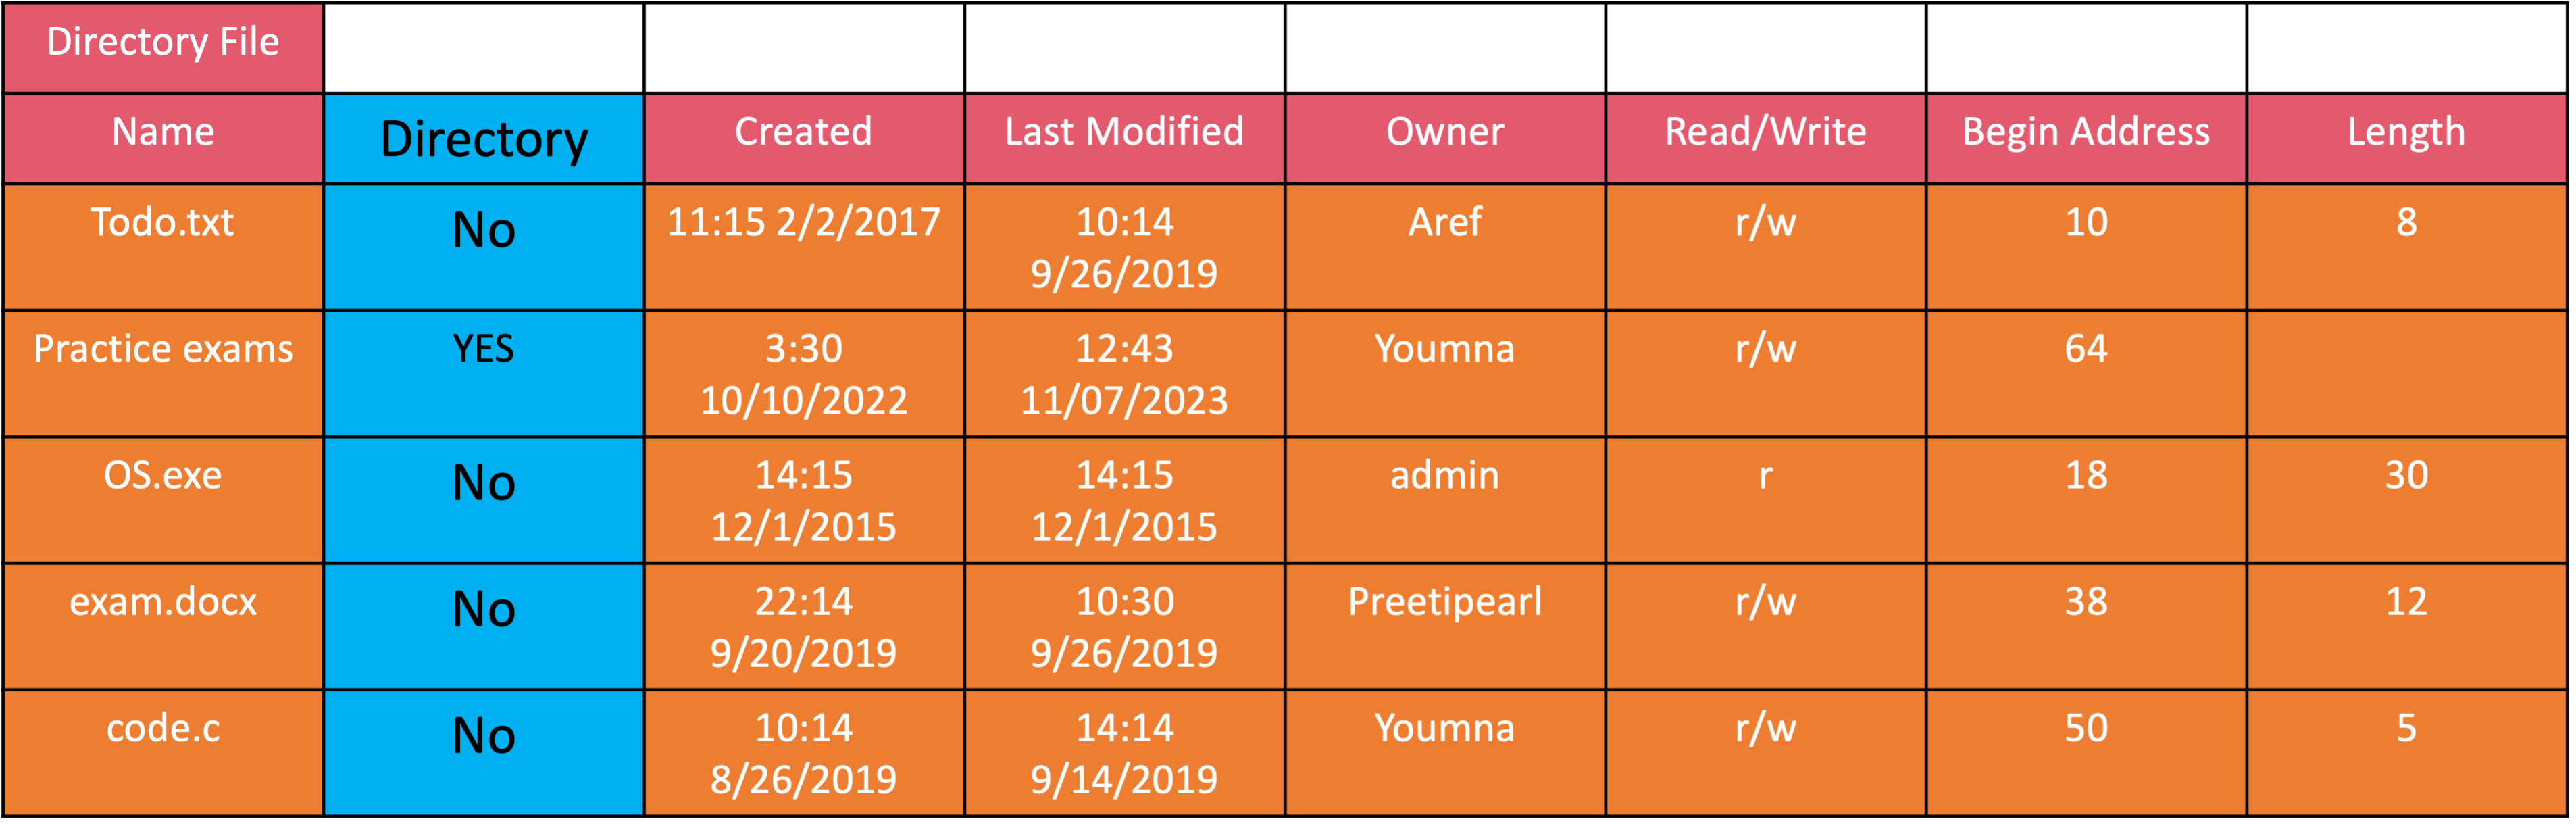 Directory File
Name Directory Created Last Modified Owner Read/Write Begin Address Length
Todo.txt No 11:15 2/2/2017 10:14 Aref r/w 10 8
9/26/2019
Practice exams YES 3:30 12:43 Youmna r/w 64
10/10/2022 11/07/2023
OS.exe No 14:15 14:15 admin r 18 30
12/1/2015 12/1/2015
exam.docx No 22:14 10:30 Preetipearl r/w 38 12
9/20/2019 9/26/2019
code.c No 10:14 14:14 Youmna r/w 50 5
8/26/2019 9/14/2019